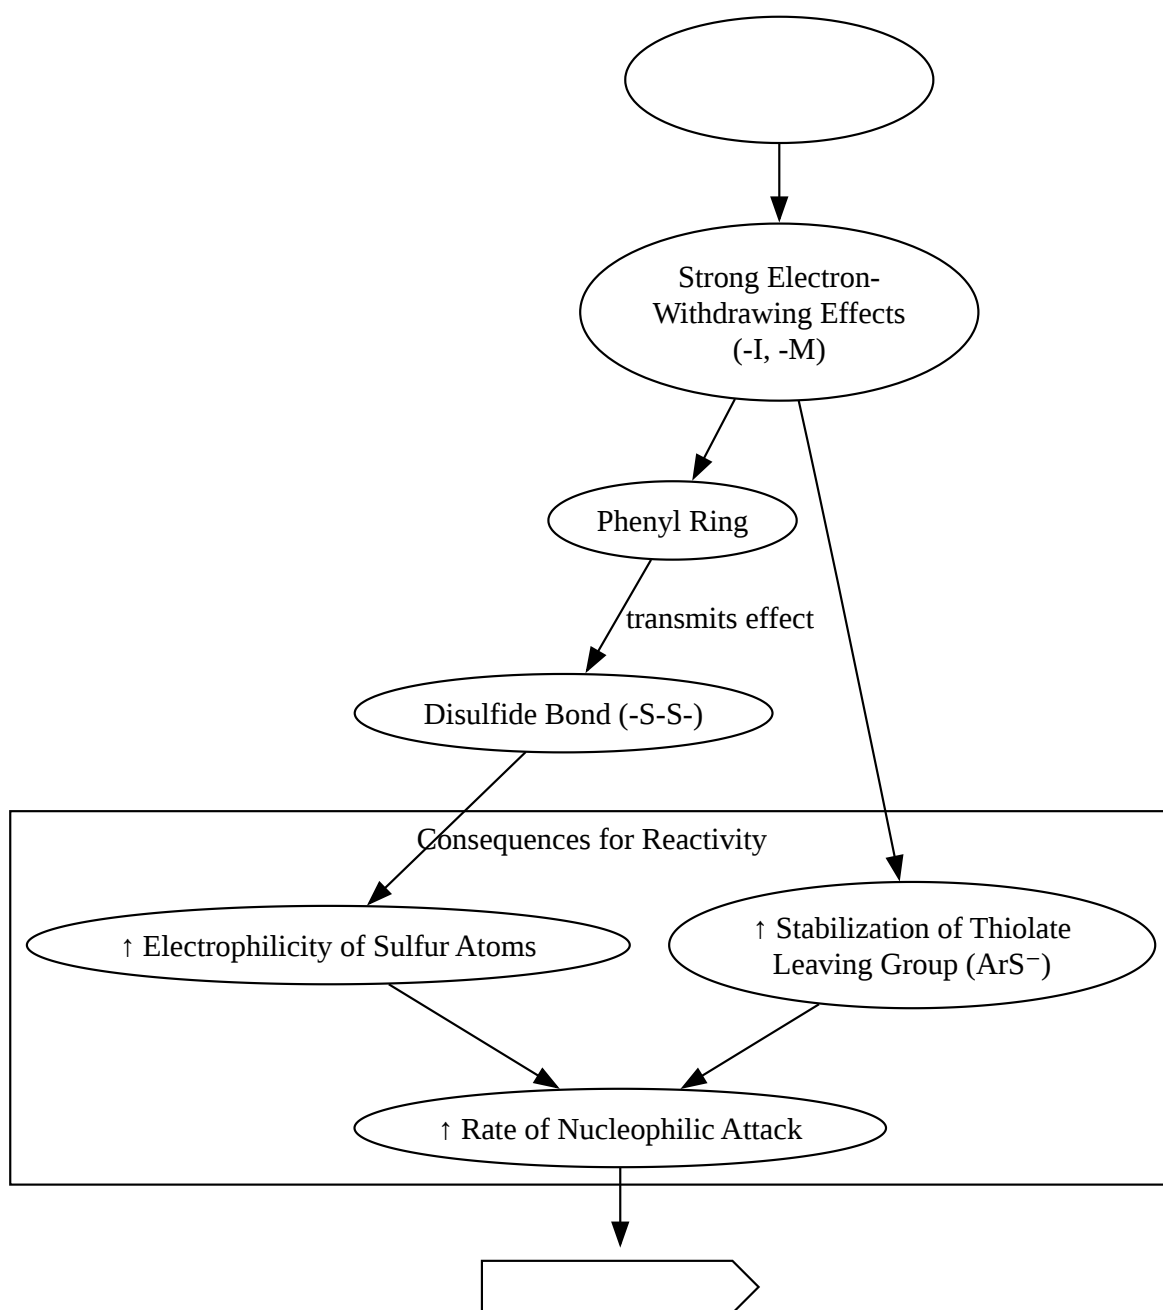 Strong Electron-
Withdrawing Effects
(-I, -M)
Phenyl Ring
transmits effect
Disulfide Bond (-S-S-)
Consequences for Reactivity
↑ Electrophilicity of Sulfur Atoms
↑ Stabilization of Thiolate
Leaving Group (ArS⁻)
↑ Rate of Nucleophilic Attack